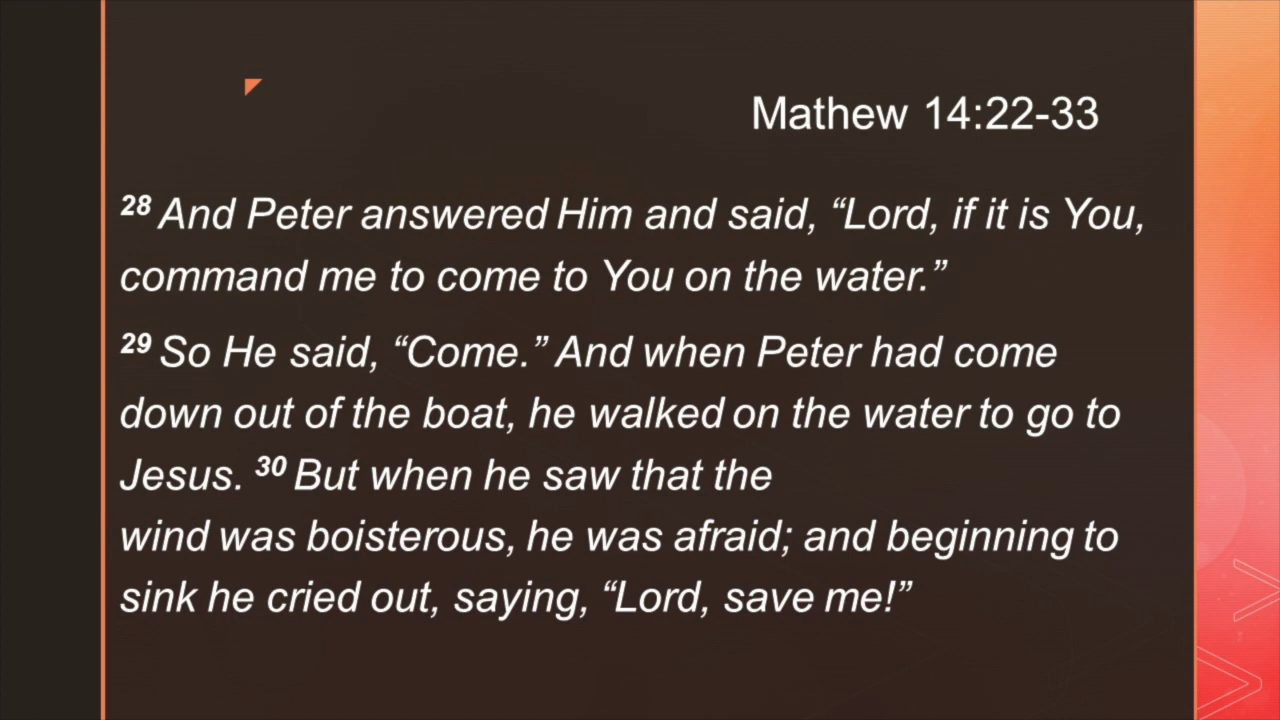 Mathew 14:22-33
28 And Peter answered Him and said, “Lord, if it is You,
command me to come to You on the water.”
29 So He said, “Come.” And when Peter had come
down out of the boat, he walked on the water to go to
Jesus. 30 But when he saw that the
wind was boisterous, he was afraid; and beginning to
sink he cried out, saying, “Lord, save me!”